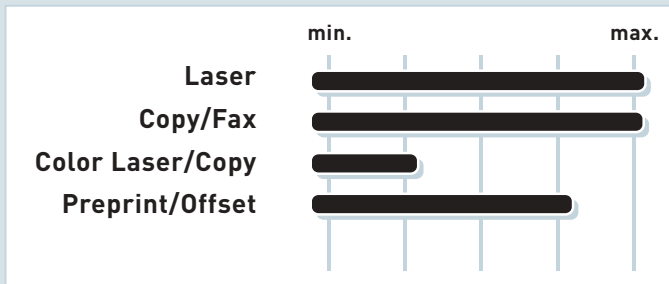 min. max.
Laser
Copy/Fax
Color Laser/Copy
Preprint/Offset